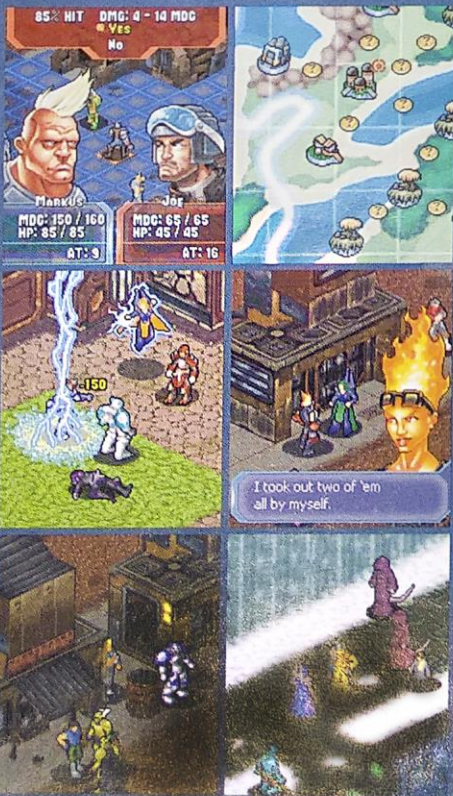 85% HIT DMG: 4 - 14 MDG
Yes
No
MARKUS
JOE
MDG: 150 / 160
HP: 85 / 85
AT: 9
MDG: 65 / 65
HP: 45 / 45
AT: 16
? ? ? ? ? ? ? ? ?
-150
I took out two of 'em
all by myself.